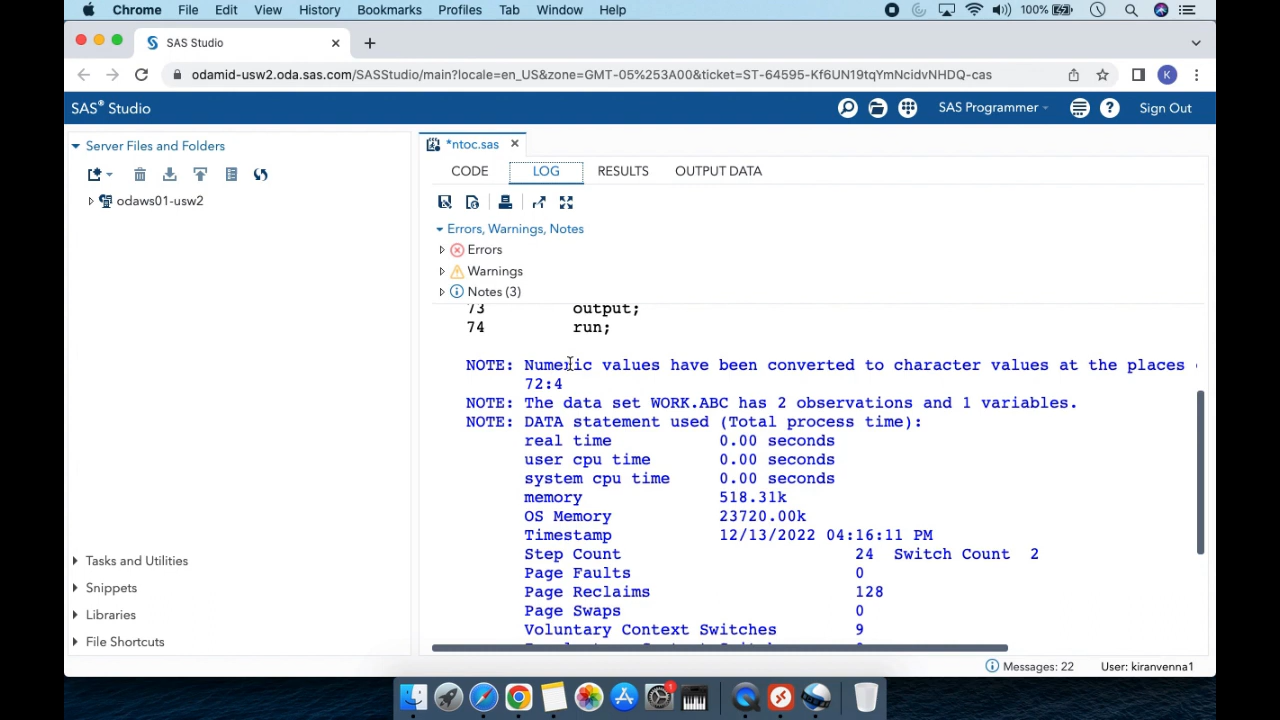 Chrome File Edit View History Bookmarks Profiles Tab Window Help 100%
SAS Studio
odamid-usw2.oda.sas.com/SASStudio/main?locale=en_US&zone=GMT-05%253A00&ticket=ST-64595-Kf6UN19tqYmNcidvNHDQ-cas K
SAS® Studio SAS Programmer Sign Out
Server Files and Folders
odaws01-usw2
Tasks and Utilities
Snippets
Libraries
File Shortcuts
*ntoc.sas
CODE LOG RESULTS OUTPUT DATA
Errors, Warnings, Notes
Errors
Warnings
Notes (3)
73 output;
74 run;
NOTE: Numeric values have been converted to character values at the places
72:4
NOTE: The data set WORK.ABC has 2 observations and 1 variables.
NOTE: DATA statement used (Total process time):
real time 0.00 seconds
user cpu time 0.00 seconds
system cpu time 0.00 seconds
memory 518.31k
OS Memory 23720.00k
Timestamp 12/13/2022 04:16:11 PM
Step Count 24 Switch Count 2
Page Faults 0
Page Reclaims 128
Page Swaps 0
Voluntary Context Switches 9
Messages: 22 User: kiranvenna1
1